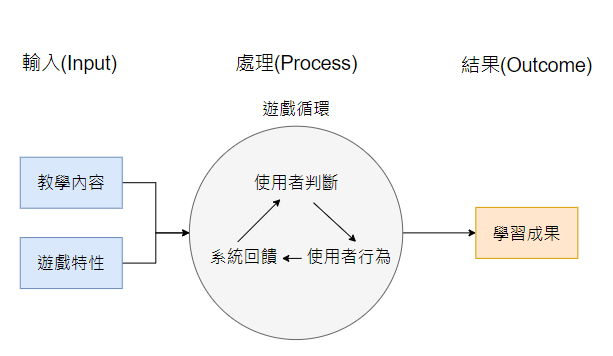 輸入(Input)
處理(Process)
結果(Outcome)
遊戲循環
教學內容
使用者判斷
學習成果
遊戲特性
系統回饋
使用者行為